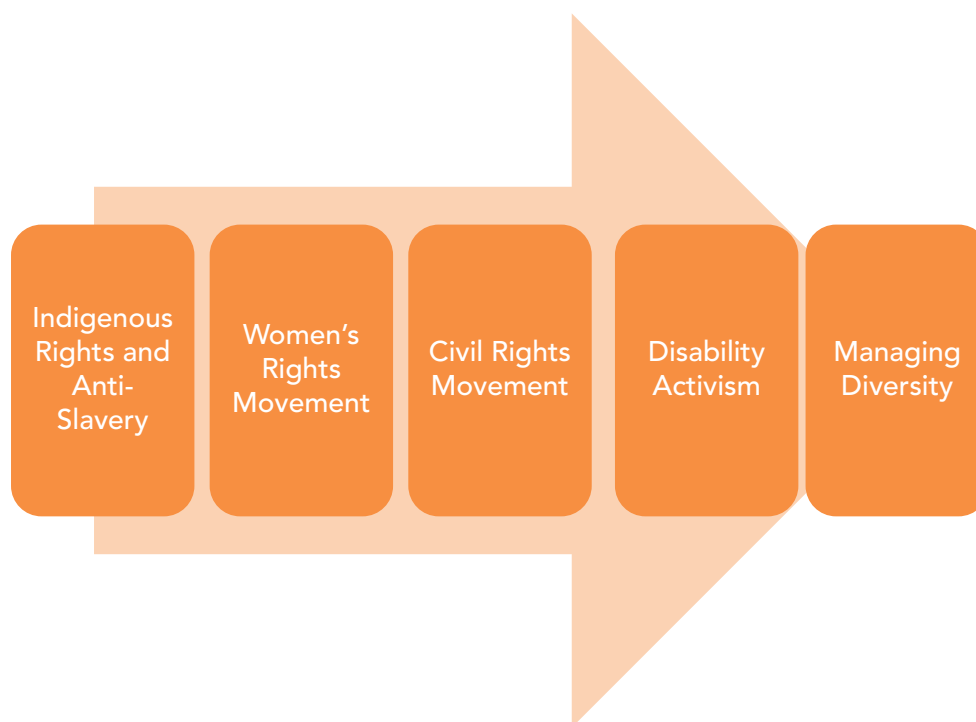 Indigenous
Rights and
Anti-
Slavery
Women’s
Rights
Movement
Civil Rights
Movement
Disability
Activism
Managing
Diversity